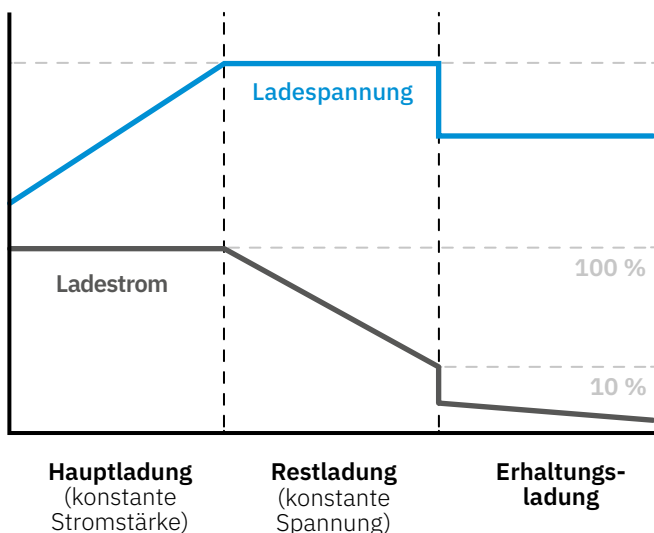 Ladespannung
100 %
Ladestrom
10 %
Hauptladung
(konstante
Stromstärke)
Restladung
(konstante
Spannung)
Erhaltungs-
ladung